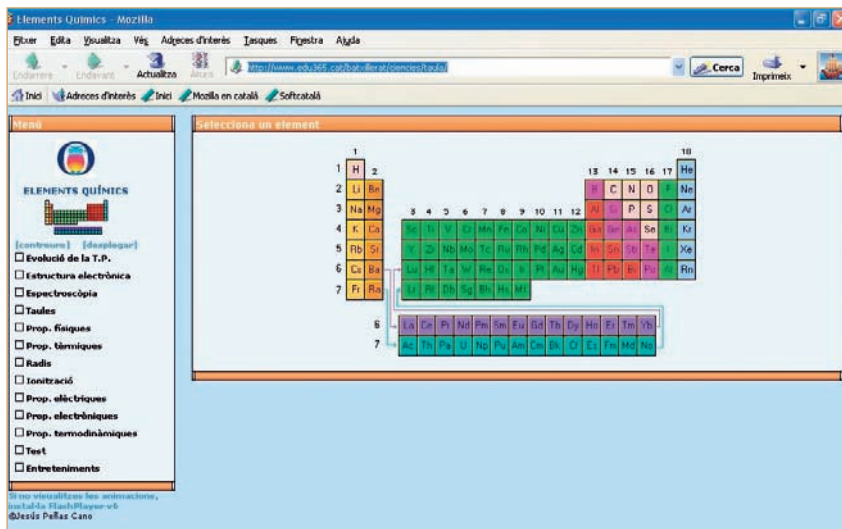 Elements Químics - Mozilla
Fitxer Edita Visualitza Vés Adreces d'interès Tasques Finestra Ajuda
Endarrere Endavant Actualitza Atura http://www.edu365.cat/batxillerat/ciencies/taula/ Cerca Imprimeix
Inici Adreces d'interès Inici Mozilla en català Softcatalà
Menú
ELEMENTS QUÍMICS
[contreure] [desplegar]
Evolució de la T.P.
Estructura electrònica
Espectroscòpia
Taules
Prop. físiques
Prop. tèrmiques
Radis
Ionització
Prop. elèctriques
Prop. electròniques
Prop. termodinàmiques
Test
Entreteniments
Si no visualitzes les animacions,
instal·la FlashPlayer v6
©Jesús Peñas Cano
Selecciona un element
1 18
1 H 2 13 14 15 16 17 He
2 Li Be B C N O F Ne
3 Na Mg 3 4 5 6 7 8 9 10 11 12 Al Si P S Cl Ar
4 K Ca Sc Ti V Cr Mn Fe Co Ni Cu Zn Ga Ge As Se Br Kr
5 Rb Sr Y Zr Nb Mo Tc Ru Rh Pd Ag Cd In Sn Sb Te I Xe
6 Cs Ba Lu Hf Ta W Re Os Ir Pt Au Hg Tl Pb Bi Po At Rn
7 Fr Ra Lr Rf Db Sg Bh Hs Mt
6 La Ce Pr Nd Pm Sm Eu Gd Tb Dy Ho Er Tm Yb
7 Ac Th Pa U Np Pu Am Cm Bk Cf Es Fm Md No